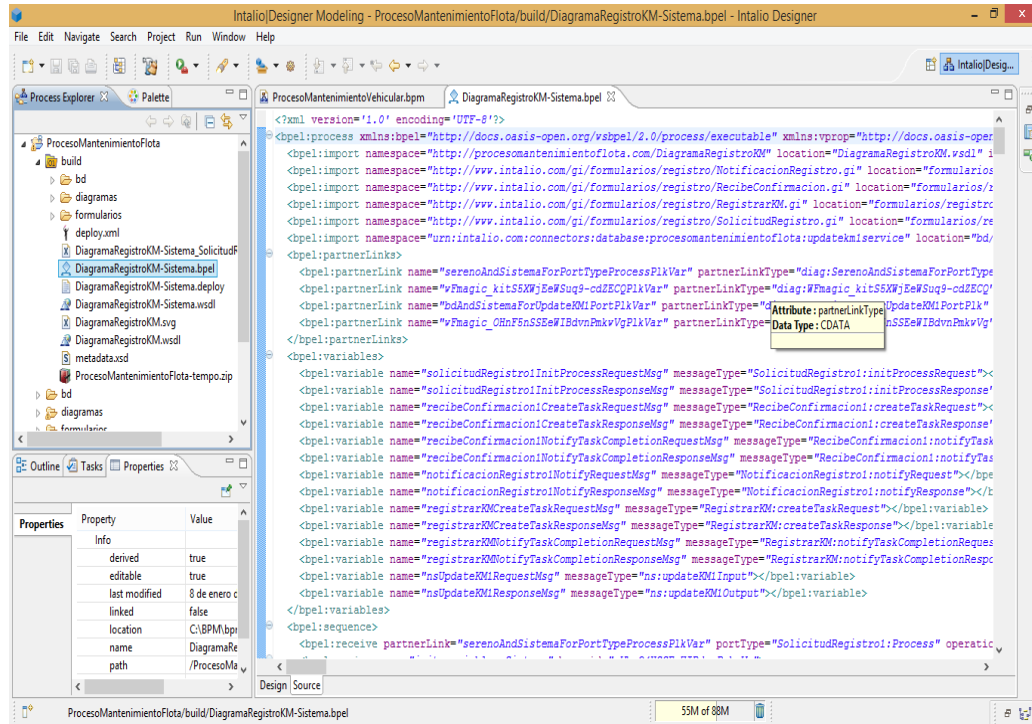 Intalio|Designer Modeling - ProcesoMantenimientoFlota/build/DiagramaRegistroKM-Sistema.bpel - Intalio Designer
File Edit Navigate Search Project Run Window Help
Intalio|Desig...
Process Explorer Palette
ProcesoMantenimientoFlota
build
bd
diagramas
formularios
deploy.xml
DiagramaRegistroKM-Sistema_SolicitudR
DiagramaRegistroKM-Sistema.bpel
DiagramaRegistroKM-Sistema.deploy
DiagramaRegistroKM-Sistema.wsdl
DiagramaRegistroKM.svg
DiagramaRegistroKM.wsdl
metadata.xsd
ProcesoMantenimientoFlota-tempo.zip
bd
diagramas
formularios
Outline Tasks Properties
Properties
Property Value
Info
derived true
editable true
last modified 8 de enero
linked false
location C:\BPM\bpr
name DiagramaRe
path /ProcesoMa
ProcesoMantenimientoVehicular.bpm DiagramaRegistroKM-Sistema.bpel
<?xml version='1.0' encoding='UTF-8'?>
<bpel:process xmlns:bpel="http://docs.oasis-open.org/wsbpel/2.0/process/executable" xmlns:vprop="http://docs.oasis-oper
<bpel:import namespace="http://procesomantenimientoflota.com/DiagramaRegistroKM" location="DiagramaRegistroKM.wsdl" i
<bpel:import namespace="http://www.intalio.com/gi/formularios/registro/NotificacionRegistro.gi" location="formularios
<bpel:import namespace="http://www.intalio.com/gi/formularios/registro/RecibeConfirmacion.gi" location="formularios/r
<bpel:import namespace="http://www.intalio.com/gi/formularios/registro/RegistrarKM.gi" location="formularios/registro
<bpel:import namespace="http://www.intalio.com/gi/formularios/registro/SolicitudRegistro.gi" location="formularios/re
<bpel:import namespace="urn:intalio.com:connectors:database:procesomantenimientoflota:updatekm1service" location="bd/
<bpel:partnerLinks>
<bpel:partnerLink name="serenoAndSistemaForPortTypeProcessPlkVar" partnerLinkType="diag:SerenoAndSistemaForPortType
<bpel:partnerLink name="wFmagic_kitS5XWjEeWSuq9-cdZECQPlkVar" partnerLinkType="diag:WFmagic_kitS5XWjEeWSuq9-cdZECQ"
<bpel:partnerLink name="bdAndSistemaForUpdateKM1PortPlkVar" partnerLinkType="d UpdateKM1PortPlk"
<bpel:partnerLink name="wFmagic_OHnF5nSSEeWIBdvnPmkwVgPlkVar" partnerLinkType= nSSEeWIBdvnPmkwVg"
Attribute : partnerLinkType
Data Type : CDATA
</bpel:partnerLinks>
<bpel:variables>
<bpel:variable name="solicitudRegistro1InitProcessRequestMsg" messageType="SolicitudRegistro1:initProcessRequest"><
<bpel:variable name="solicitudRegistro1InitProcessResponseMsg" messageType="SolicitudRegistro1:initProcessResponse"
<bpel:variable name="recibeConfirmacion1CreateTaskRequestMsg" messageType="RecibeConfirmacion1:createTaskRequest"><
<bpel:variable name="recibeConfirmacion1CreateTaskResponseMsg" messageType="RecibeConfirmacion1:createTaskResponse"
<bpel:variable name="recibeConfirmacion1NotifyTaskCompletionRequestMsg" messageType="RecibeConfirmacion1:notifyTask
<bpel:variable name="recibeConfirmacion1NotifyTaskCompletionResponseMsg" messageType="RecibeConfirmacion1:notifyTas
<bpel:variable name="notificacionRegistro1NotifyRequestMsg" messageType="NotificacionRegistro1:notifyRequest"></bpe
<bpel:variable name="notificacionRegistro1NotifyResponseMsg" messageType="NotificacionRegistro1:notifyResponse"></b
<bpel:variable name="registrarKMCreateTaskRequestMsg" messageType="RegistrarKM:createTaskRequest"></bpel:variable>
<bpel:variable name="registrarKMCreateTaskResponseMsg" messageType="RegistrarKM:createTaskResponse"></bpel:variable
<bpel:variable name="registrarKMNotifyTaskCompletionRequestMsg" messageType="RegistrarKM:notifyTaskCompletionReques
<bpel:variable name="registrarKMNotifyTaskCompletionResponseMsg" messageType="RegistrarKM:notifyTaskCompletionRespo
<bpel:variable name="nsUpdateKM1RequestMsg" messageType="ns:updateKM1Input"></bpel:variable>
<bpel:variable name="nsUpdateKM1ResponseMsg" messageType="ns:updateKM1Output"></bpel:variable>
</bpel:variables>
<bpel:sequence>
<bpel:receive partnerLink="serenoAndSistemaForPortTypeProcessPlkVar" portType="SolicitudRegistro1:Process" operatio
Design Source
ProcesoMantenimientoFlota/build/DiagramaRegistroKM-Sistema.bpel 55M of 88M